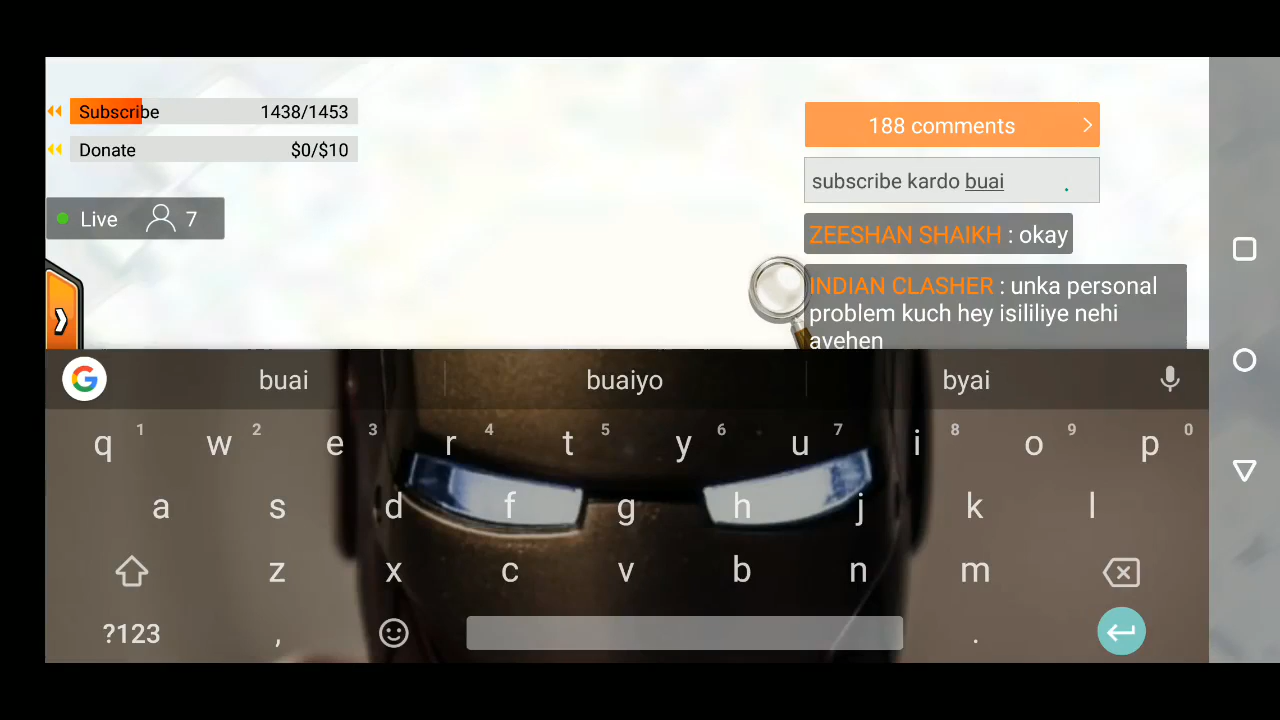 Subscribe 1438/1453
Donate $0/$10
Live 7
188 comments
subscribe kardo buai
ZEESHAN SHAIKH : okay
INDIAN CLASHER : unka personal
problem kuch hey isililiye nehi
avehen
buai buaiyo byai
q 1 w 2 e 3 r 4 t 5 y 6 u 7 i 8 o 9 p 0
a s d f g h j k l
z x c v b n m
?123 , .